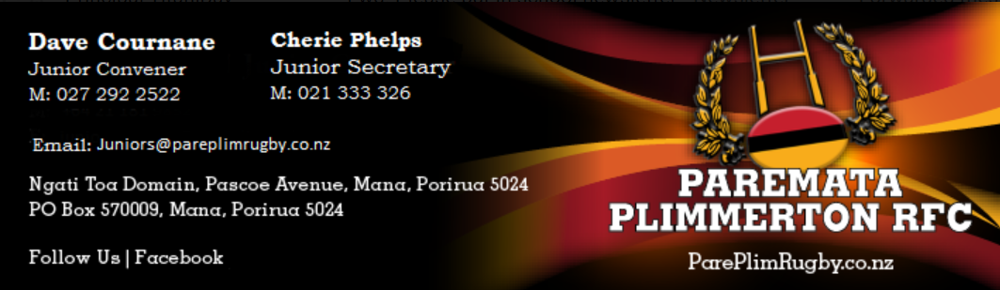 Dave Cournane
Junior Convener
M: 027 292 2522
Cherie Phelps
Junior Secretary
M: 021 333 326
Email: Juniors@pareplimrugby.co.nz
Ngati Toa Domain, Pascoe Avenue, Mana, Porirua 5024
PO Box 570009, Mana, Porirua 5024
Follow Us | Facebook
PAREMATA
PLIMMERTON RFC
ParePlimRugby.co.nz